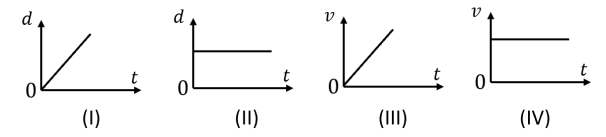 d d v v
t t t t
0 0 0 0
(I) (II) (III) (IV)